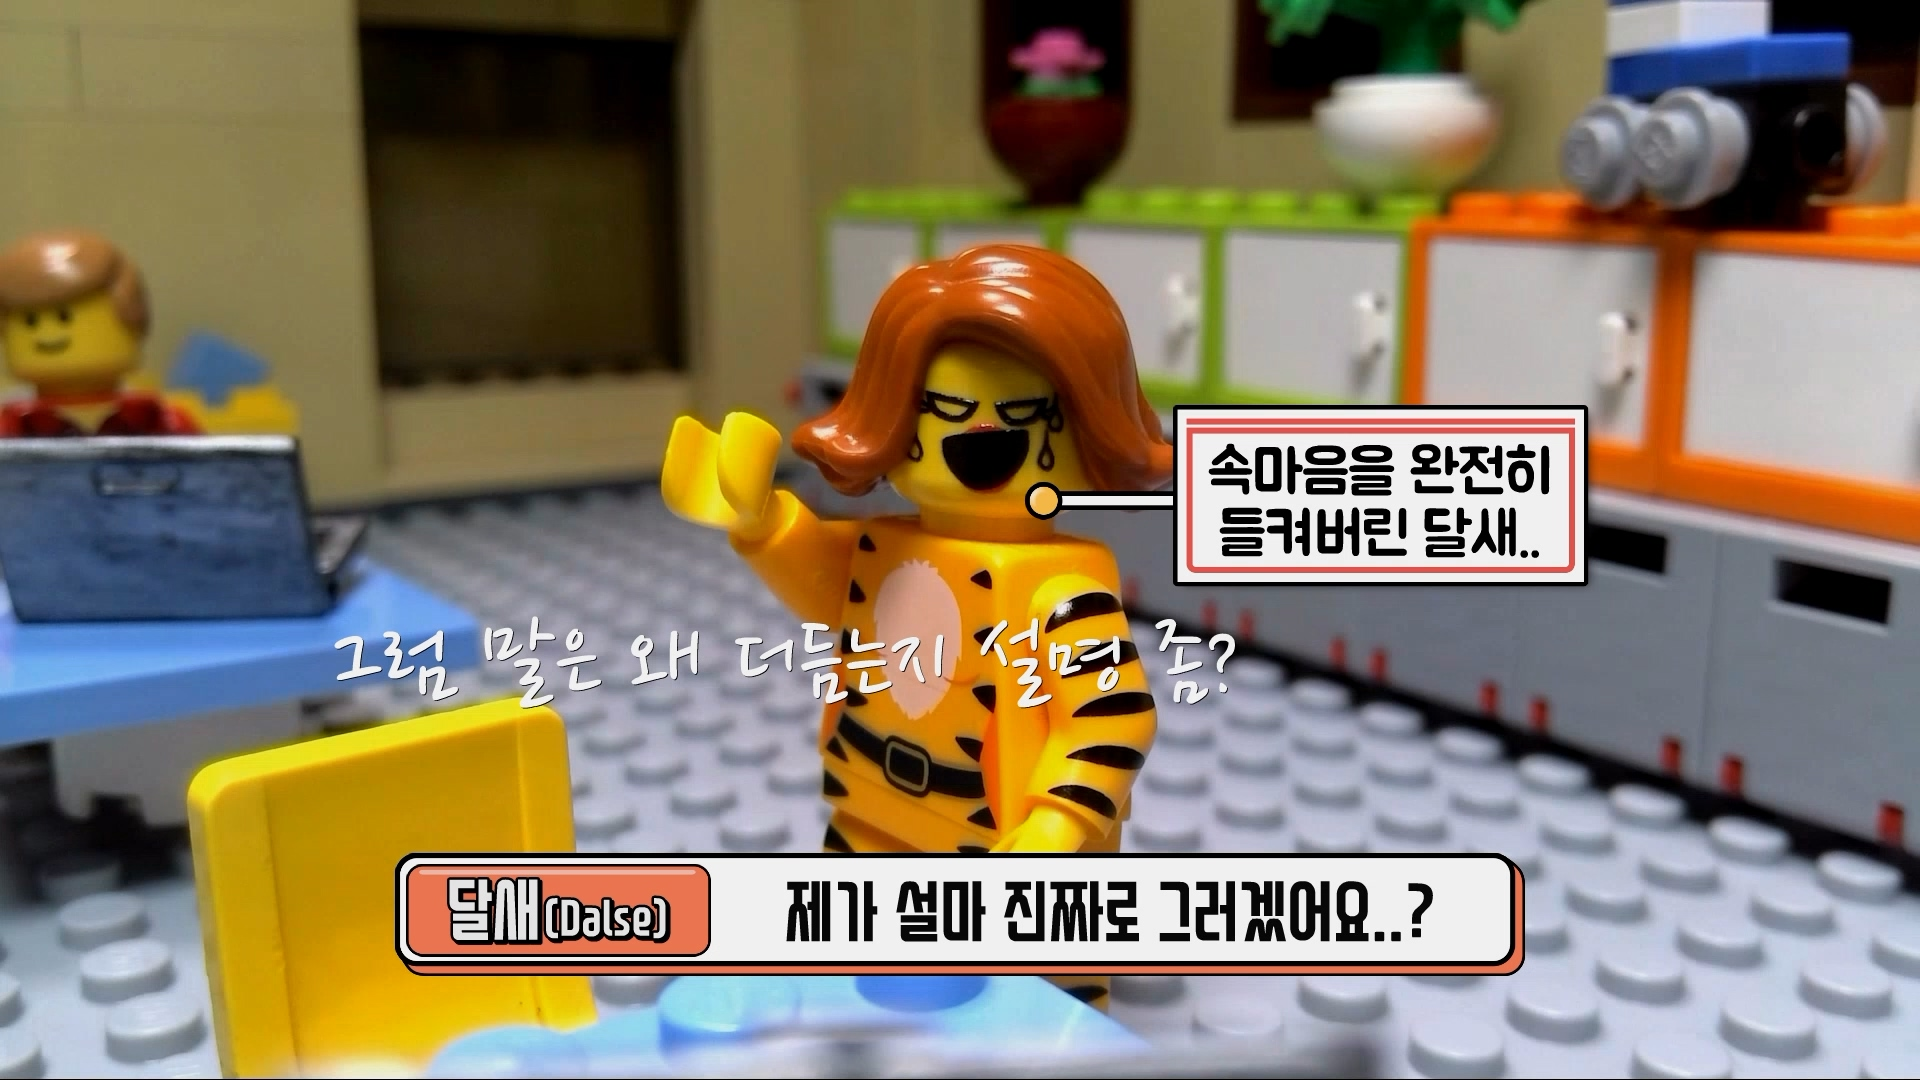 속마음을 완전히
들켜버린 달새..
그럼 말은 왜 더듬는지 설명 좀?
달새(Dalse) 제가 설마 진짜로 그러겠어요..?